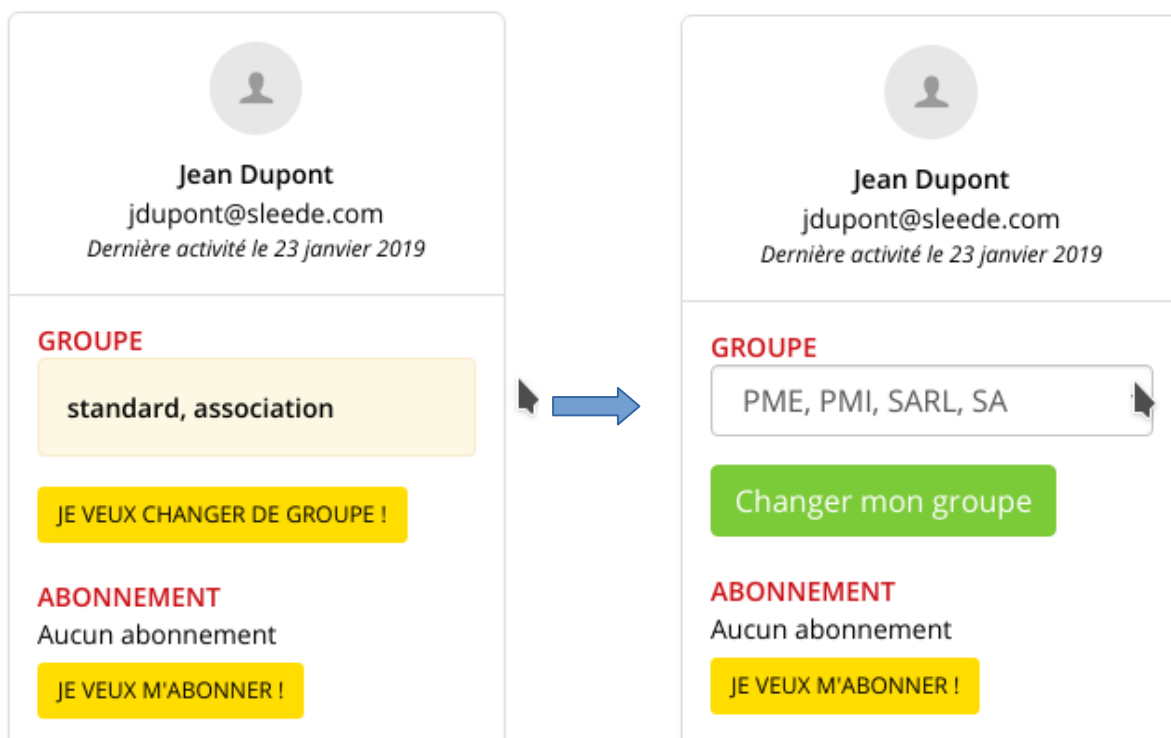 Jean Dupont
jdupont@sleede.com
Dernière activité le 23 janvier 2019
GROUPE
standard, association
JE VEUX CHANGER DE GROUPE !
ABONNEMENT
Aucun abonnement
JE VEUX M'ABONNER !
Jean Dupont
jdupont@sleede.com
Dernière activité le 23 janvier 2019
GROUPE
PME, PMI, SARL, SA
Changer mon groupe
ABONNEMENT
Aucun abonnement
JE VEUX M'ABONNER !